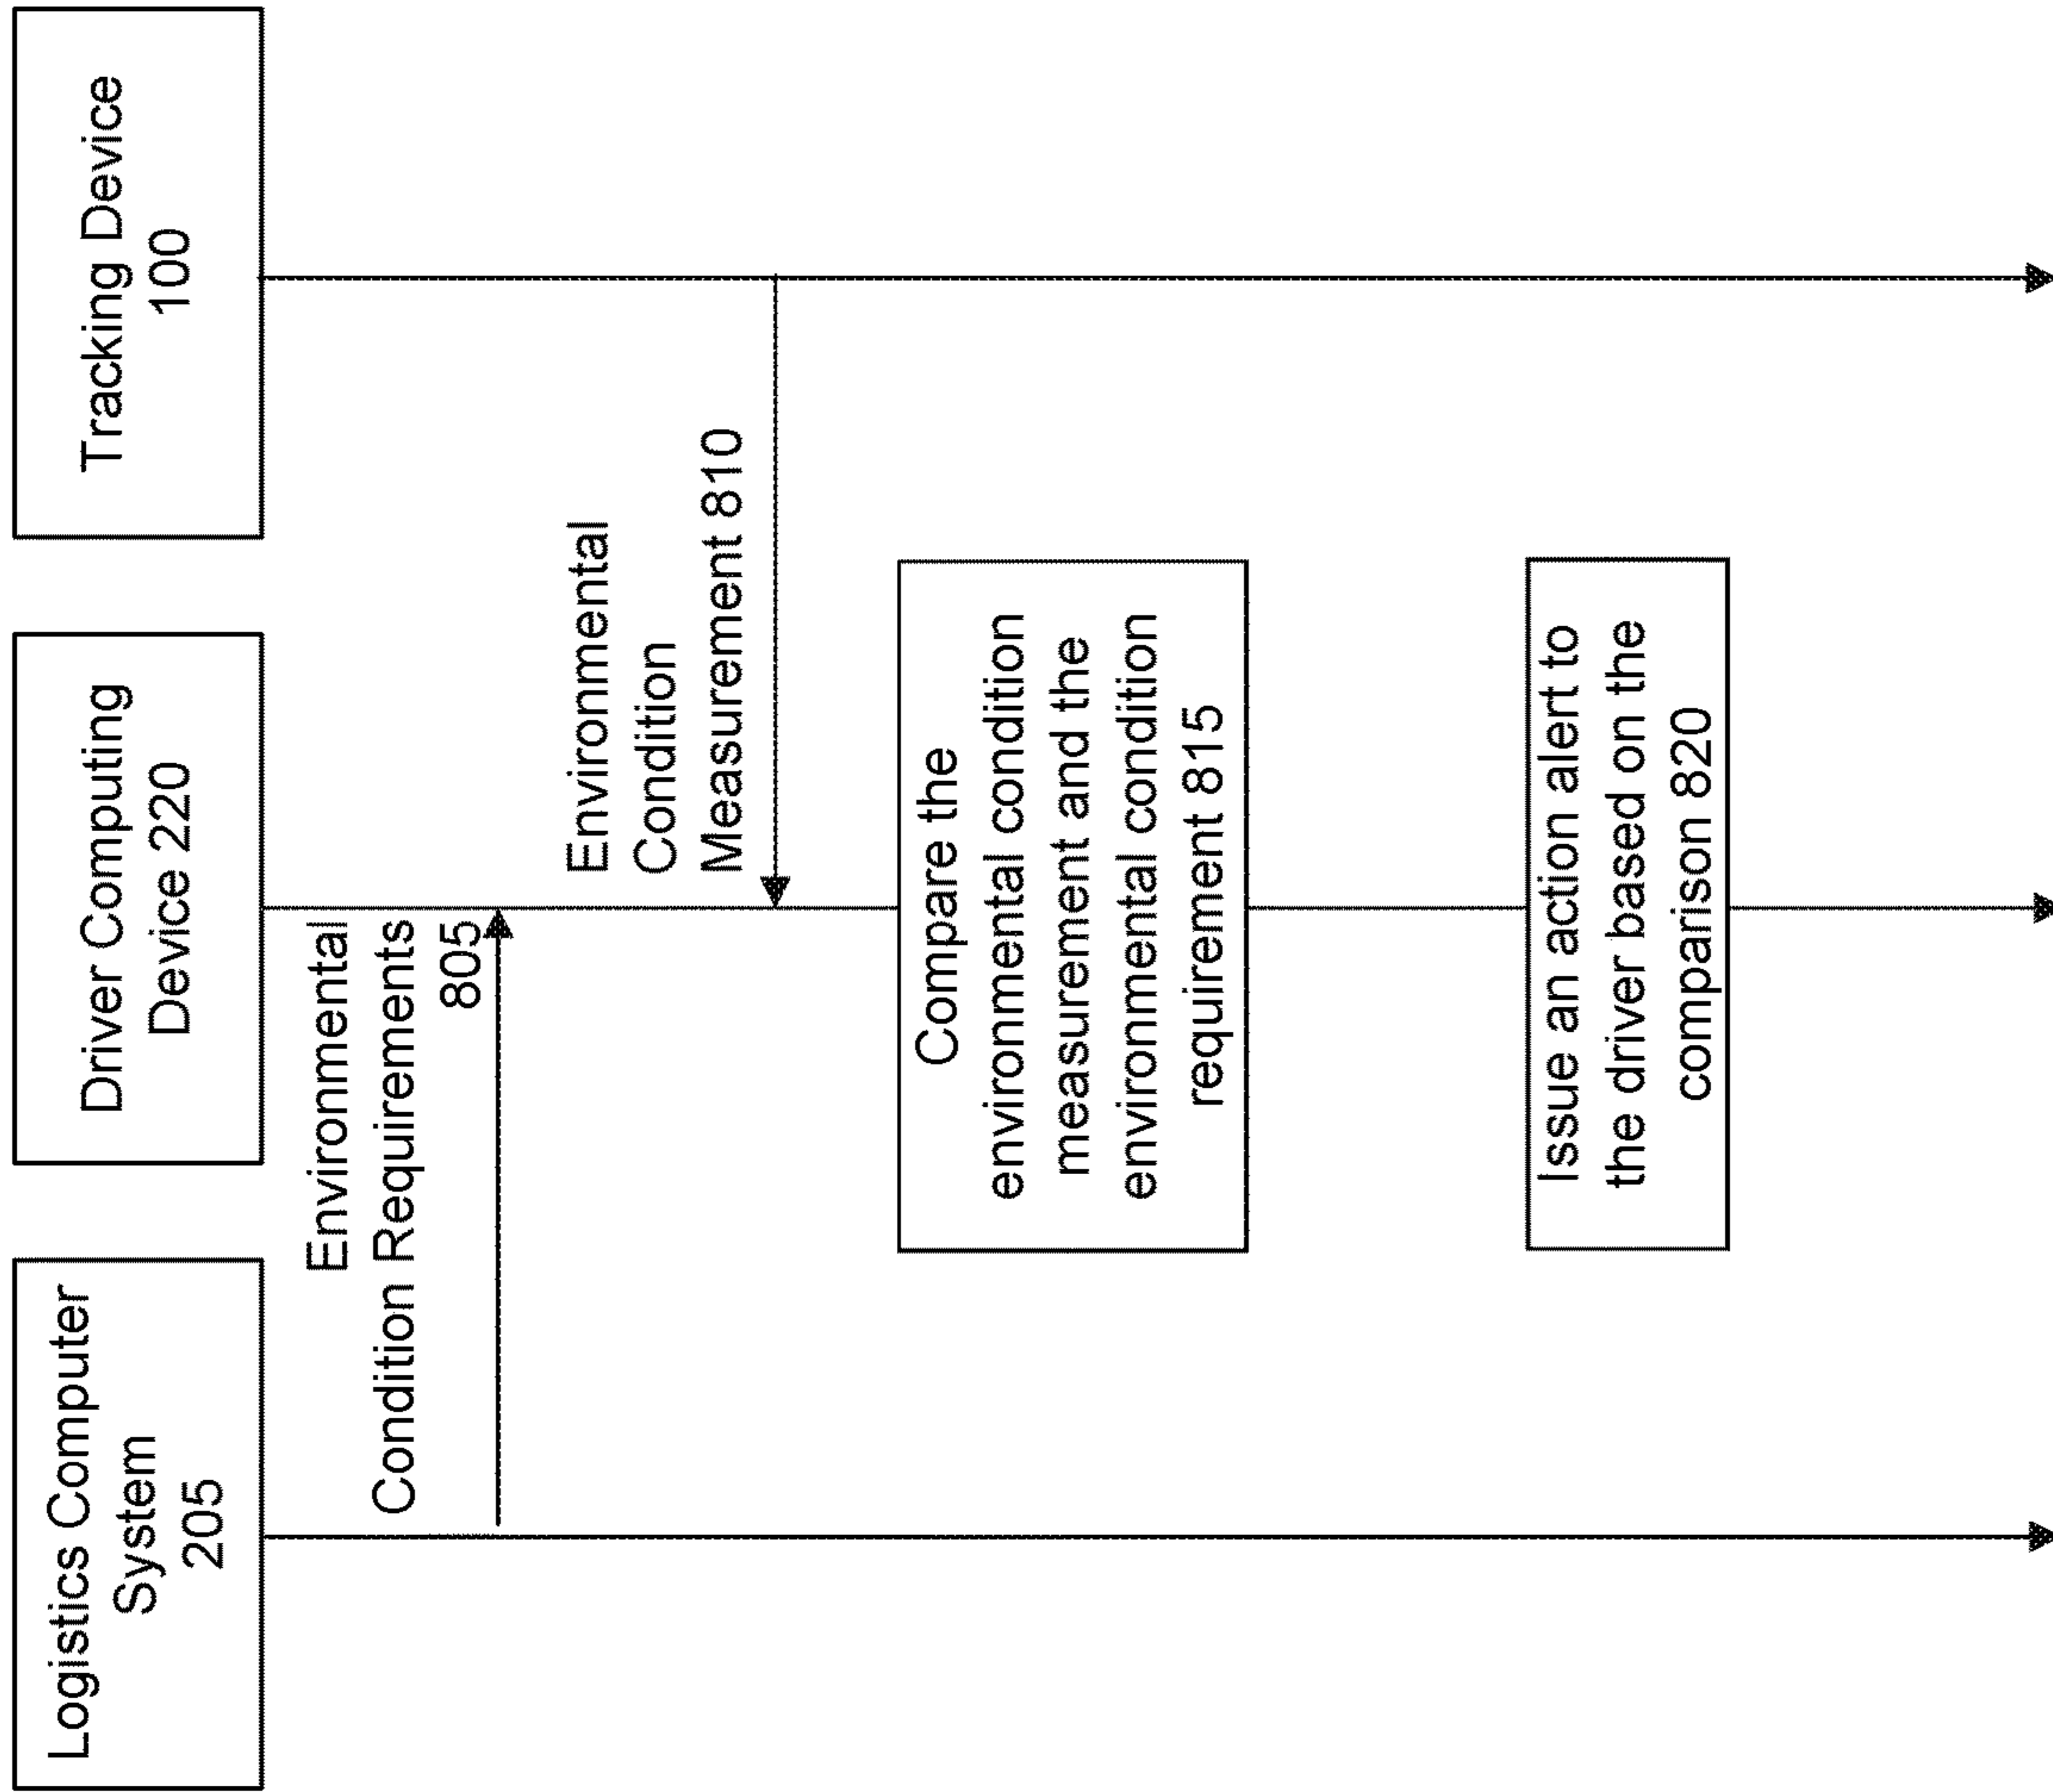 Logistics Computer
System
205
Driver Computing
Device 220
Tracking Device
100
Environmental
Condition Requirements
805
Environmental
Condition
Measurement 810
Compare the
environmental condition
measurement and the
environmental condition
requirement 815
Issue an action alert to
the driver based on the
comparison 820